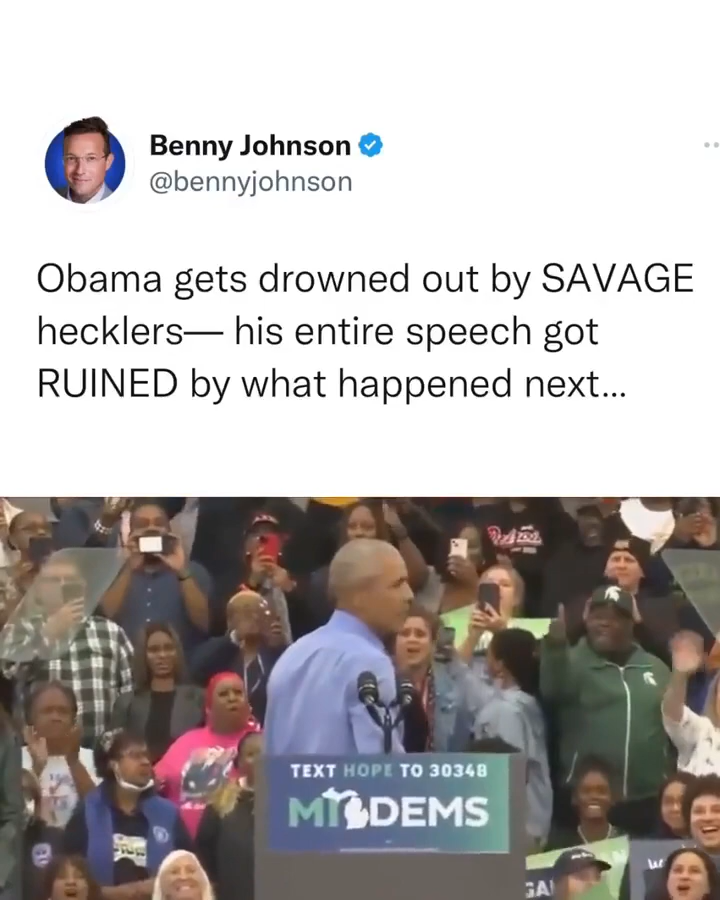 Benny Johnson
@bennyjohnson
Obama gets drowned out by SAVAGE
hecklers— his entire speech got
RUINED by what happened next...
TEXT HOPE TO 30348
MI DEMS